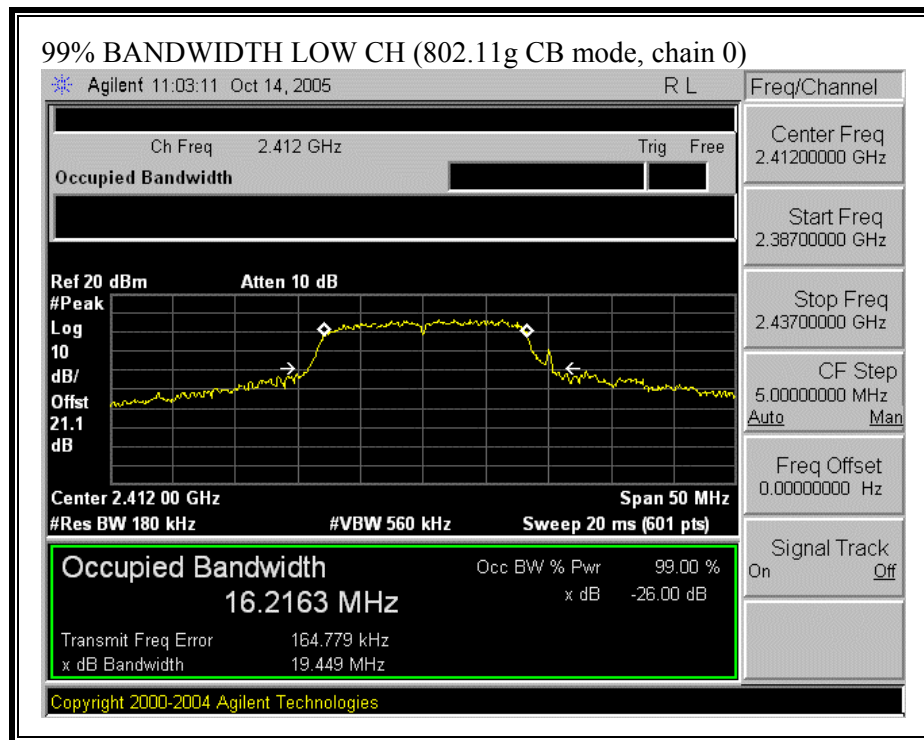 99% BANDWIDTH LOW CH (802.11g CB mode, chain 0)
Agilent 11:03:11 Oct 14, 2005 R L Freq/Channel
Ch Freq 2.412 GHz Trig Free
Occupied Bandwidth
Center Freq
2.41200000 GHz
Start Freq
2.38700000 GHz
Stop Freq
2.43700000 GHz
CF Step
5.00000000 MHz
Auto Man
Freq Offset
0.00000000 Hz
Signal Track
On Off
Ref 20 dBm Atten 10 dB
#Peak
Log
10
dB/
Offst
21.1
dB
Center 2.412 00 GHz Span 50 MHz
#Res BW 180 kHz #VBW 560 kHz Sweep 20 ms (601 pts)
Occupied Bandwidth Occ BW % Pwr 99.00 %
16.2163 MHz x dB -26.00 dB
Transmit Freq Error 164.779 kHz
x dB Bandwidth 19.449 MHz
Copyright 2000-2004 Agilent Technologies